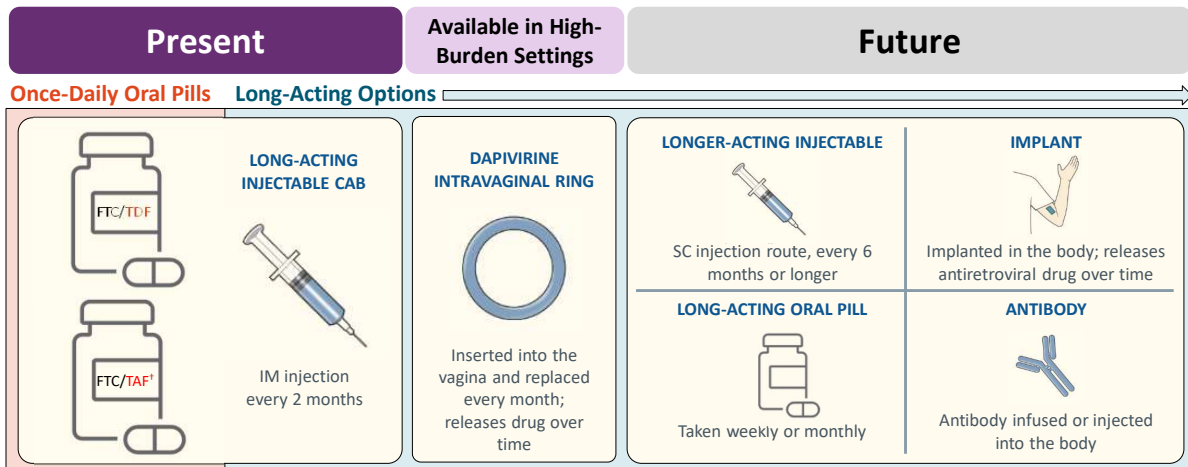 Present
Available in High-
Burden Settings
Future
Once-Daily Oral Pills
Long-Acting Options
FTC/TDF
FTC/TAF†
LONG-ACTING
INJECTABLE CAB
IM injection
every 2 months
DAPIVIRINE
INTRAVAGINAL RING
Inserted into the
vagina and replaced
every month;
releases drug over
time
LONGER-ACTING INJECTABLE
SC injection route, every 6
months or longer
IMPLANT
Implanted in the body; releases
antiretroviral drug over time
LONG-ACTING ORAL PILL
Taken weekly or monthly
ANTIBODY
Antibody infused or injected
into the body